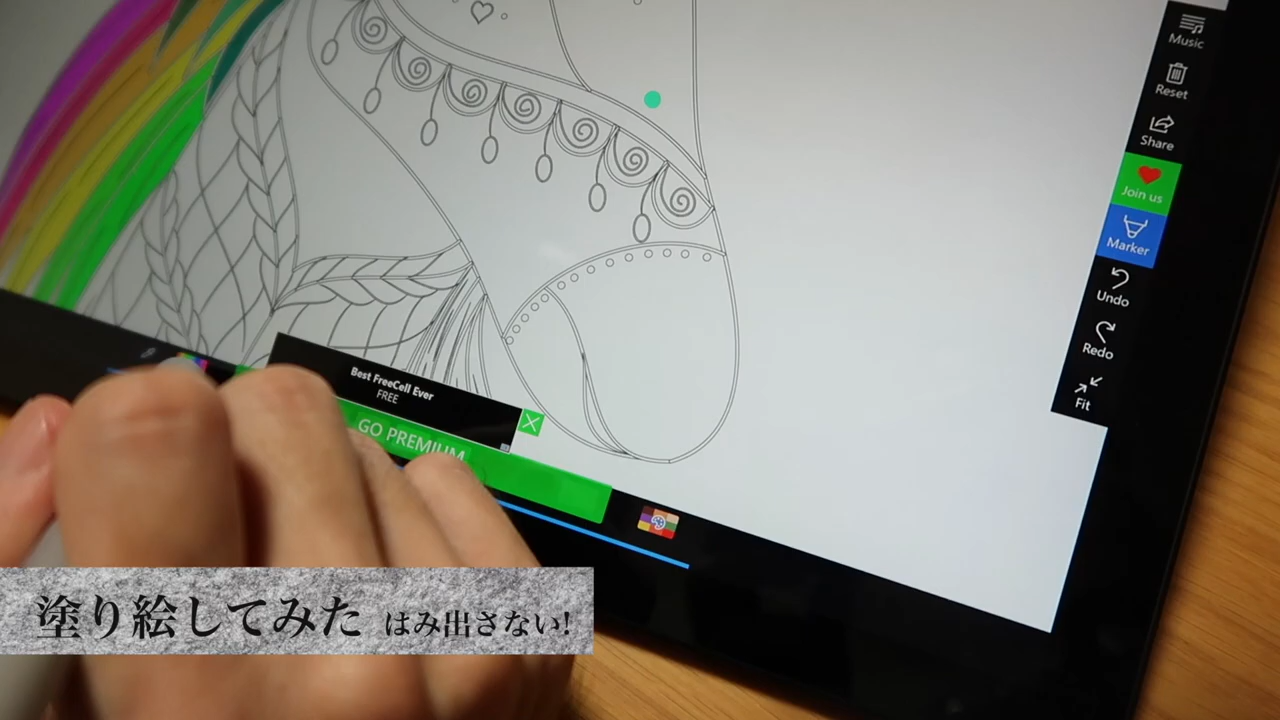 Music
Reset
Share
Join us
Marker
Undo
Redo
Fit
Best FreeCell Ever
FREE
GO PREMIUM
塗り絵してみた はみ出さない!